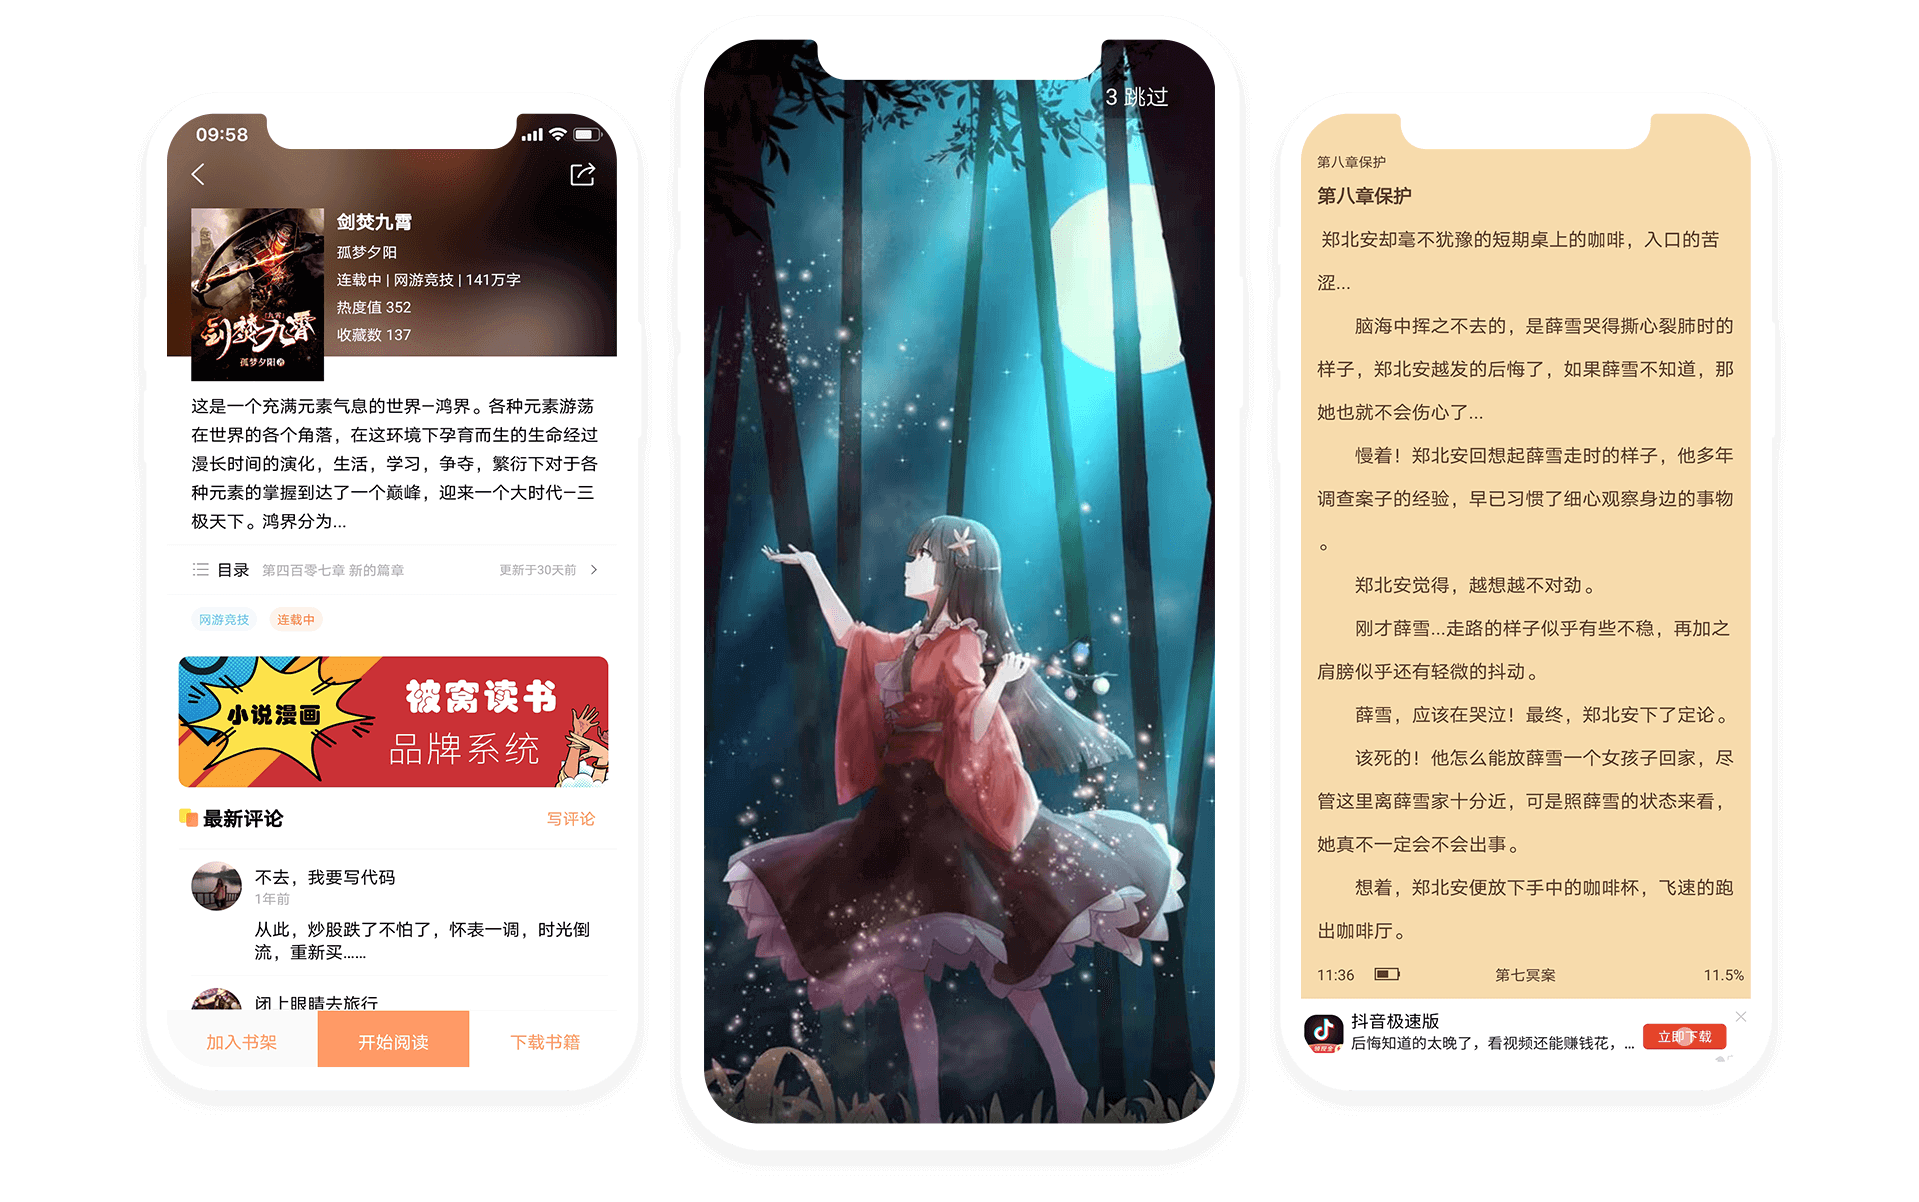 09:58
剑焚九霄
孤梦夕阳
连载中 | 网游竞技 | 141万字
热度值 352
收藏数 137
九霄
剑焚九霄
孤梦夕阳 著
这是一个充满元素气息的世界—鸿界。各种元素游荡
在世界的各个角落，在这环境下孕育而生的生命经过
漫长时间的演化，生活，学习，争夺，繁衍下对于各
种元素的掌握到达了一个巅峰，迎来一个大时代—三
极天下。鸿界分为...
目录 第四百零七章 新的篇章 更新于30天前
网游竞技 连载中
小说漫画
被窝读书
品牌系统
最新评论 写评论
不去，我要写代码
1年前
从此，炒股跌了不怕了，怀表一调，时光倒
流，重新买......
闭上眼睛去旅行
加入书架 开始阅读 下载书籍
3 跳过
第八章保护
第八章保护
郑北安却毫不犹豫的短期桌上的咖啡，入口的苦
涩...
脑海中挥之不去的，是薛雪哭得撕心裂肺时的
样子，郑北安越发的后悔了，如果薛雪不知道，那
她也就不会伤心了...
慢着！郑北安回想起薛雪走时的样子，他多年
调查案子的经验，早已习惯了细心观察身边的事物
。
郑北安觉得，越想越不对劲。
刚才薛雪...走路的样子似乎有些不稳，再加之
肩膀似乎还有轻微的抖动。
薛雪，应该在哭泣！最终，郑北安下了定论。
该死的！他怎么能放薛雪一个女孩子回家，尽
管这里离薛雪家十分近，可是照薛雪的状态来看，
她真不一定会不会出事。
想着，郑北安便放下手中的咖啡杯，飞速的跑
出咖啡厅。
11:36 第七冥案 11.5%
抖音极速版
后悔知道的太晚了，看视频还能赚钱花，...
立即下载